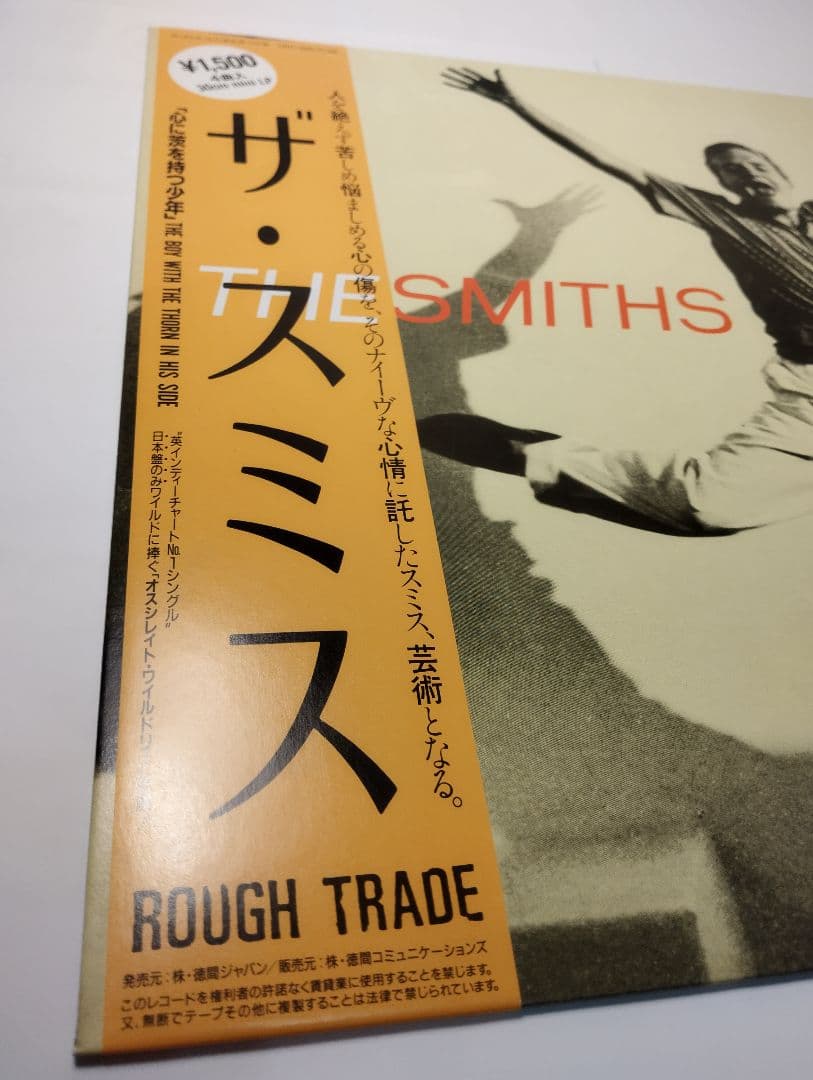 ¥1,500
30cm mini LP
ザ・スミス
人を絶えず苦しめ悩ましめる心の傷を、そのナイーヴな心情に託したスミス、芸術となる。
「心に茨を持つ少年」THE BOY WITH THE THORN IN HIS SIDE
"英インディーチャートNo.1シングル"
日本盤のみワイルドに捧ぐ「オスシレイト・ワイルド
THE SMITHS
ROUGH TRADE
発売元:株・徳間ジャパン/販売元:株・徳間コミュニケーションズ
このレコードを権利者の許諾なく賃貸業に使用することを禁じます。
又、無断でテープその他に複製することは法律で禁じられています。